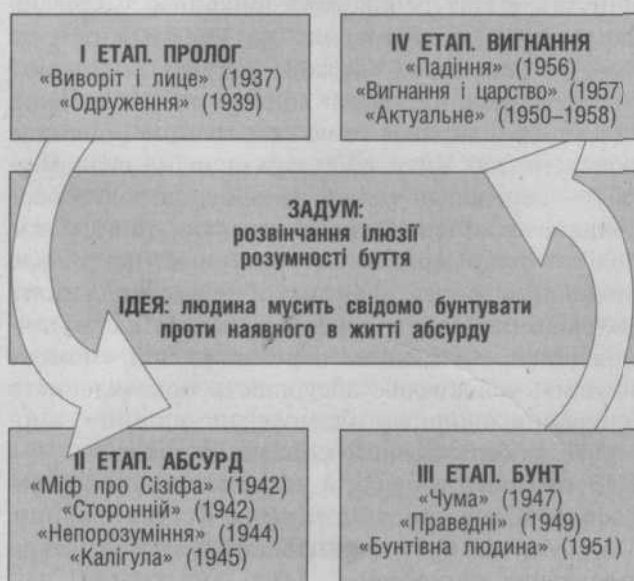 I ЕТАП. ПРОЛОГ
«Виворіт і лице» (1937)
«Одруження» (1939)
IV ЕТАП. ВИГНАННЯ
«Падіння» (1956)
«Вигнання і царство» (1957)
«Актуальне» (1950–1958)
ЗАДУМ:
розвінчання ілюзії
розумності буття
ІДЕЯ: людина мусить свідомо бунтувати
проти наявного в житті абсурду
II ЕТАП. АБСУРД
«Міф про Сізіфа» (1942)
«Сторонній» (1942)
«Непорозуміння» (1944)
«Калігула» (1945)
III ЕТАП. БУНТ
«Чума» (1947)
«Праведні» (1949)
«Бунтівна людина» (1951)